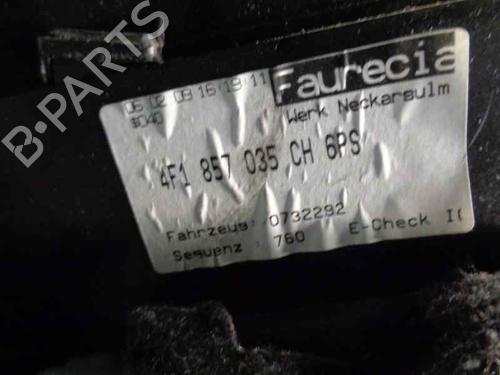 06 02 09 16 19 11
$040
Faurecia
Werk Neckarsulm
4F1 857 035 CH 6PS
Fahrzeug: 0732292
Sequenz : 760 E-Check I(
B-PARTS